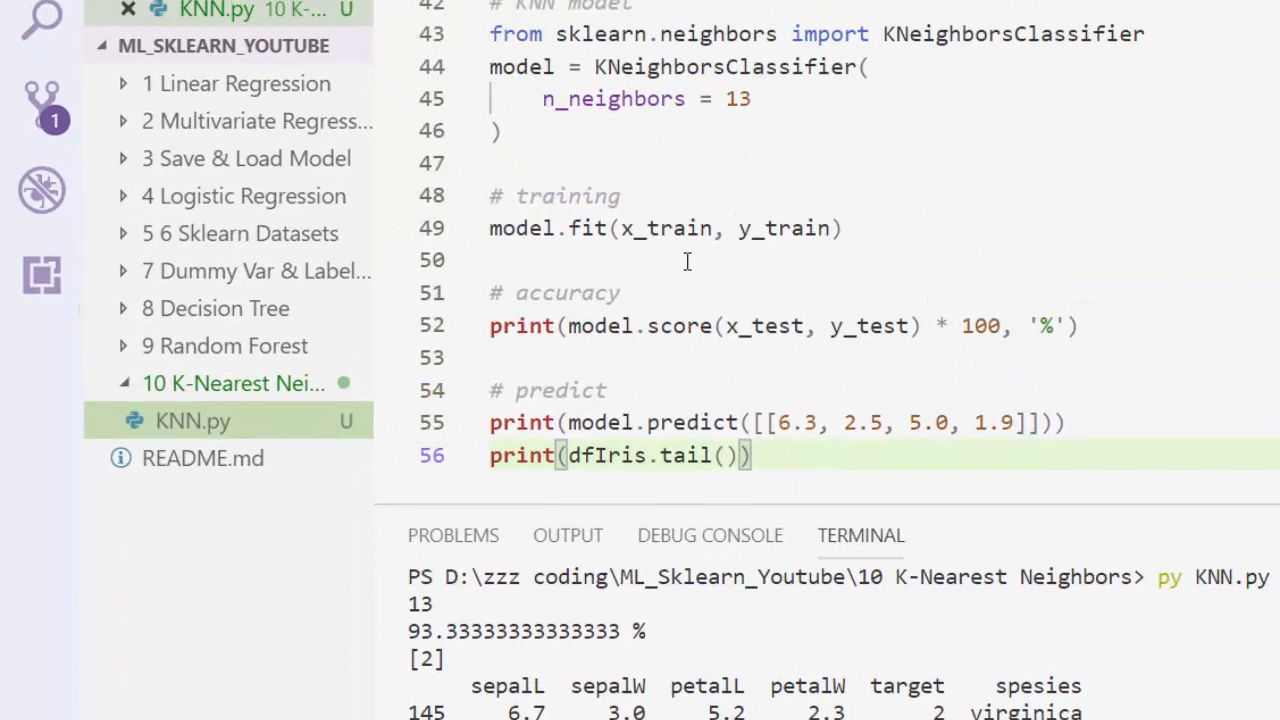 KNN.py 10 K-... U
ML_SKLEARN_YOUTUBE
1 Linear Regression
2 Multivariate Regress...
3 Save & Load Model
4 Logistic Regression
5 6 Sklearn Datasets
7 Dummy Var & Label...
8 Decision Tree
9 Random Forest
10 K-Nearest Nei...
KNN.py U
README.md
1
42 # KNN model
43 from sklearn.neighbors import KNeighborsClassifier
44 model = KNeighborsClassifier(
45 n_neighbors = 13
46 )
47
48 # training
49 model.fit(x_train, y_train)
50
51 # accuracy
52 print(model.score(x_test, y_test) * 100, '%')
53
54 # predict
55 print(model.predict([[6.3, 2.5, 5.0, 1.9]]))
56 print(dfIris.tail())
PROBLEMS OUTPUT DEBUG CONSOLE TERMINAL
PS D:\zzz coding\ML_Sklearn_Youtube\10 K-Nearest Neighbors> py KNN.py
13
93.33333333333333 %
[2]
sepalL sepalW petalL petalW target spesies
145 6.7 3.0 5.2 2.3 2 virginica